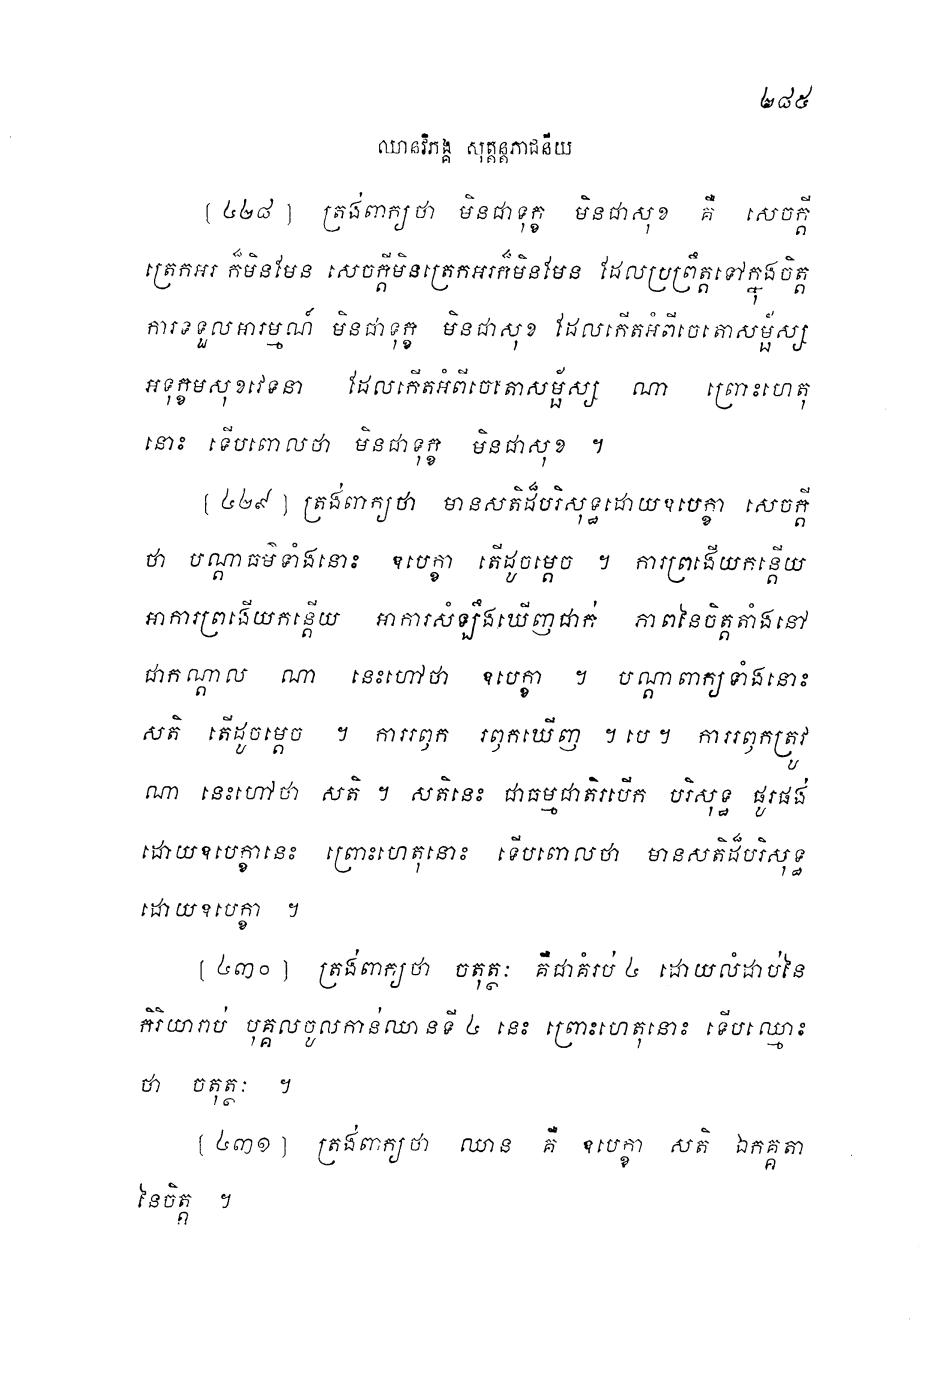 ២៨៥
ឈានវិភង្គ សុត្តន្តភាជនីយ
[៤២៨] ត្រង់ពាក្យថា មិនជាទុក្ខ មិនជាសុខ គឺ សេចក្តី
ត្រេកអរ ក៏មិនមែន សេចក្តីមិនត្រេកអរក៏មិនមែន ដែលប្រព្រឹត្តទៅក្នុងចិត្ត
ការទទួលអារម្មណ៍ មិនជាទុក្ខ មិនជាសុខ ដែលកើតអំពីចេតោសម្ផ័ស្ស
អទុក្ខមសុខវេទនា ដែលកើតអំពីចេតោសម្ផ័ស្ស ណា ព្រោះហេតុ
នោះ ទើបពោលថា មិនជាទុក្ខ មិនជាសុខ ។
[៤២៩] ត្រង់ពាក្យថា មានសតិដ៏បរិសុទ្ធដោយឧបេក្ខា សេចក្តី
ថា បណ្តាធម៌ទាំងនោះ ឧបេក្ខា តើដូចម្តេច ។ ការព្រងើយកន្តើយ
អាការព្រងើយកន្តើយ អាការសំឡឹងឃើញជាក់ ភាពនៃចិត្តតាំងនៅ
ជាកណ្តាល ណា នេះហៅថា ឧបេក្ខា ។ បណ្តាពាក្យទាំងនោះ
សតិ តើដូចម្តេច ។ ការរឭក រឭកឃើញ ។បេ។ ការរឭកត្រូវ
ណា នេះហៅថា សតិ ។ សតិនេះ ជាធម្មជាតិរបើក បរិសុទ្ធ ផូរផង់
ដោយឧបេក្ខានេះ ព្រោះហេតុនោះ ទើបពោលថា មានសតិដ៏បរិសុទ្ធ
ដោយឧបេក្ខា ។
[៤៣០] ត្រង់ពាក្យថា ចតុត្ថៈ គឺជាគំរប់ ៤ ដោយលំដាប់នៃ
កិរិយារាប់ បុគ្គលចូលកាន់ឈានទី ៤ នេះ ព្រោះហេតុនោះ ទើបឈ្មោះ
ថា ចតុត្ថៈ ។
[៤៣១] ត្រង់ពាក្យថា ឈាន គឺ ឧបេក្ខា សតិ ឯកគ្គតា
នៃចិត្ត ។